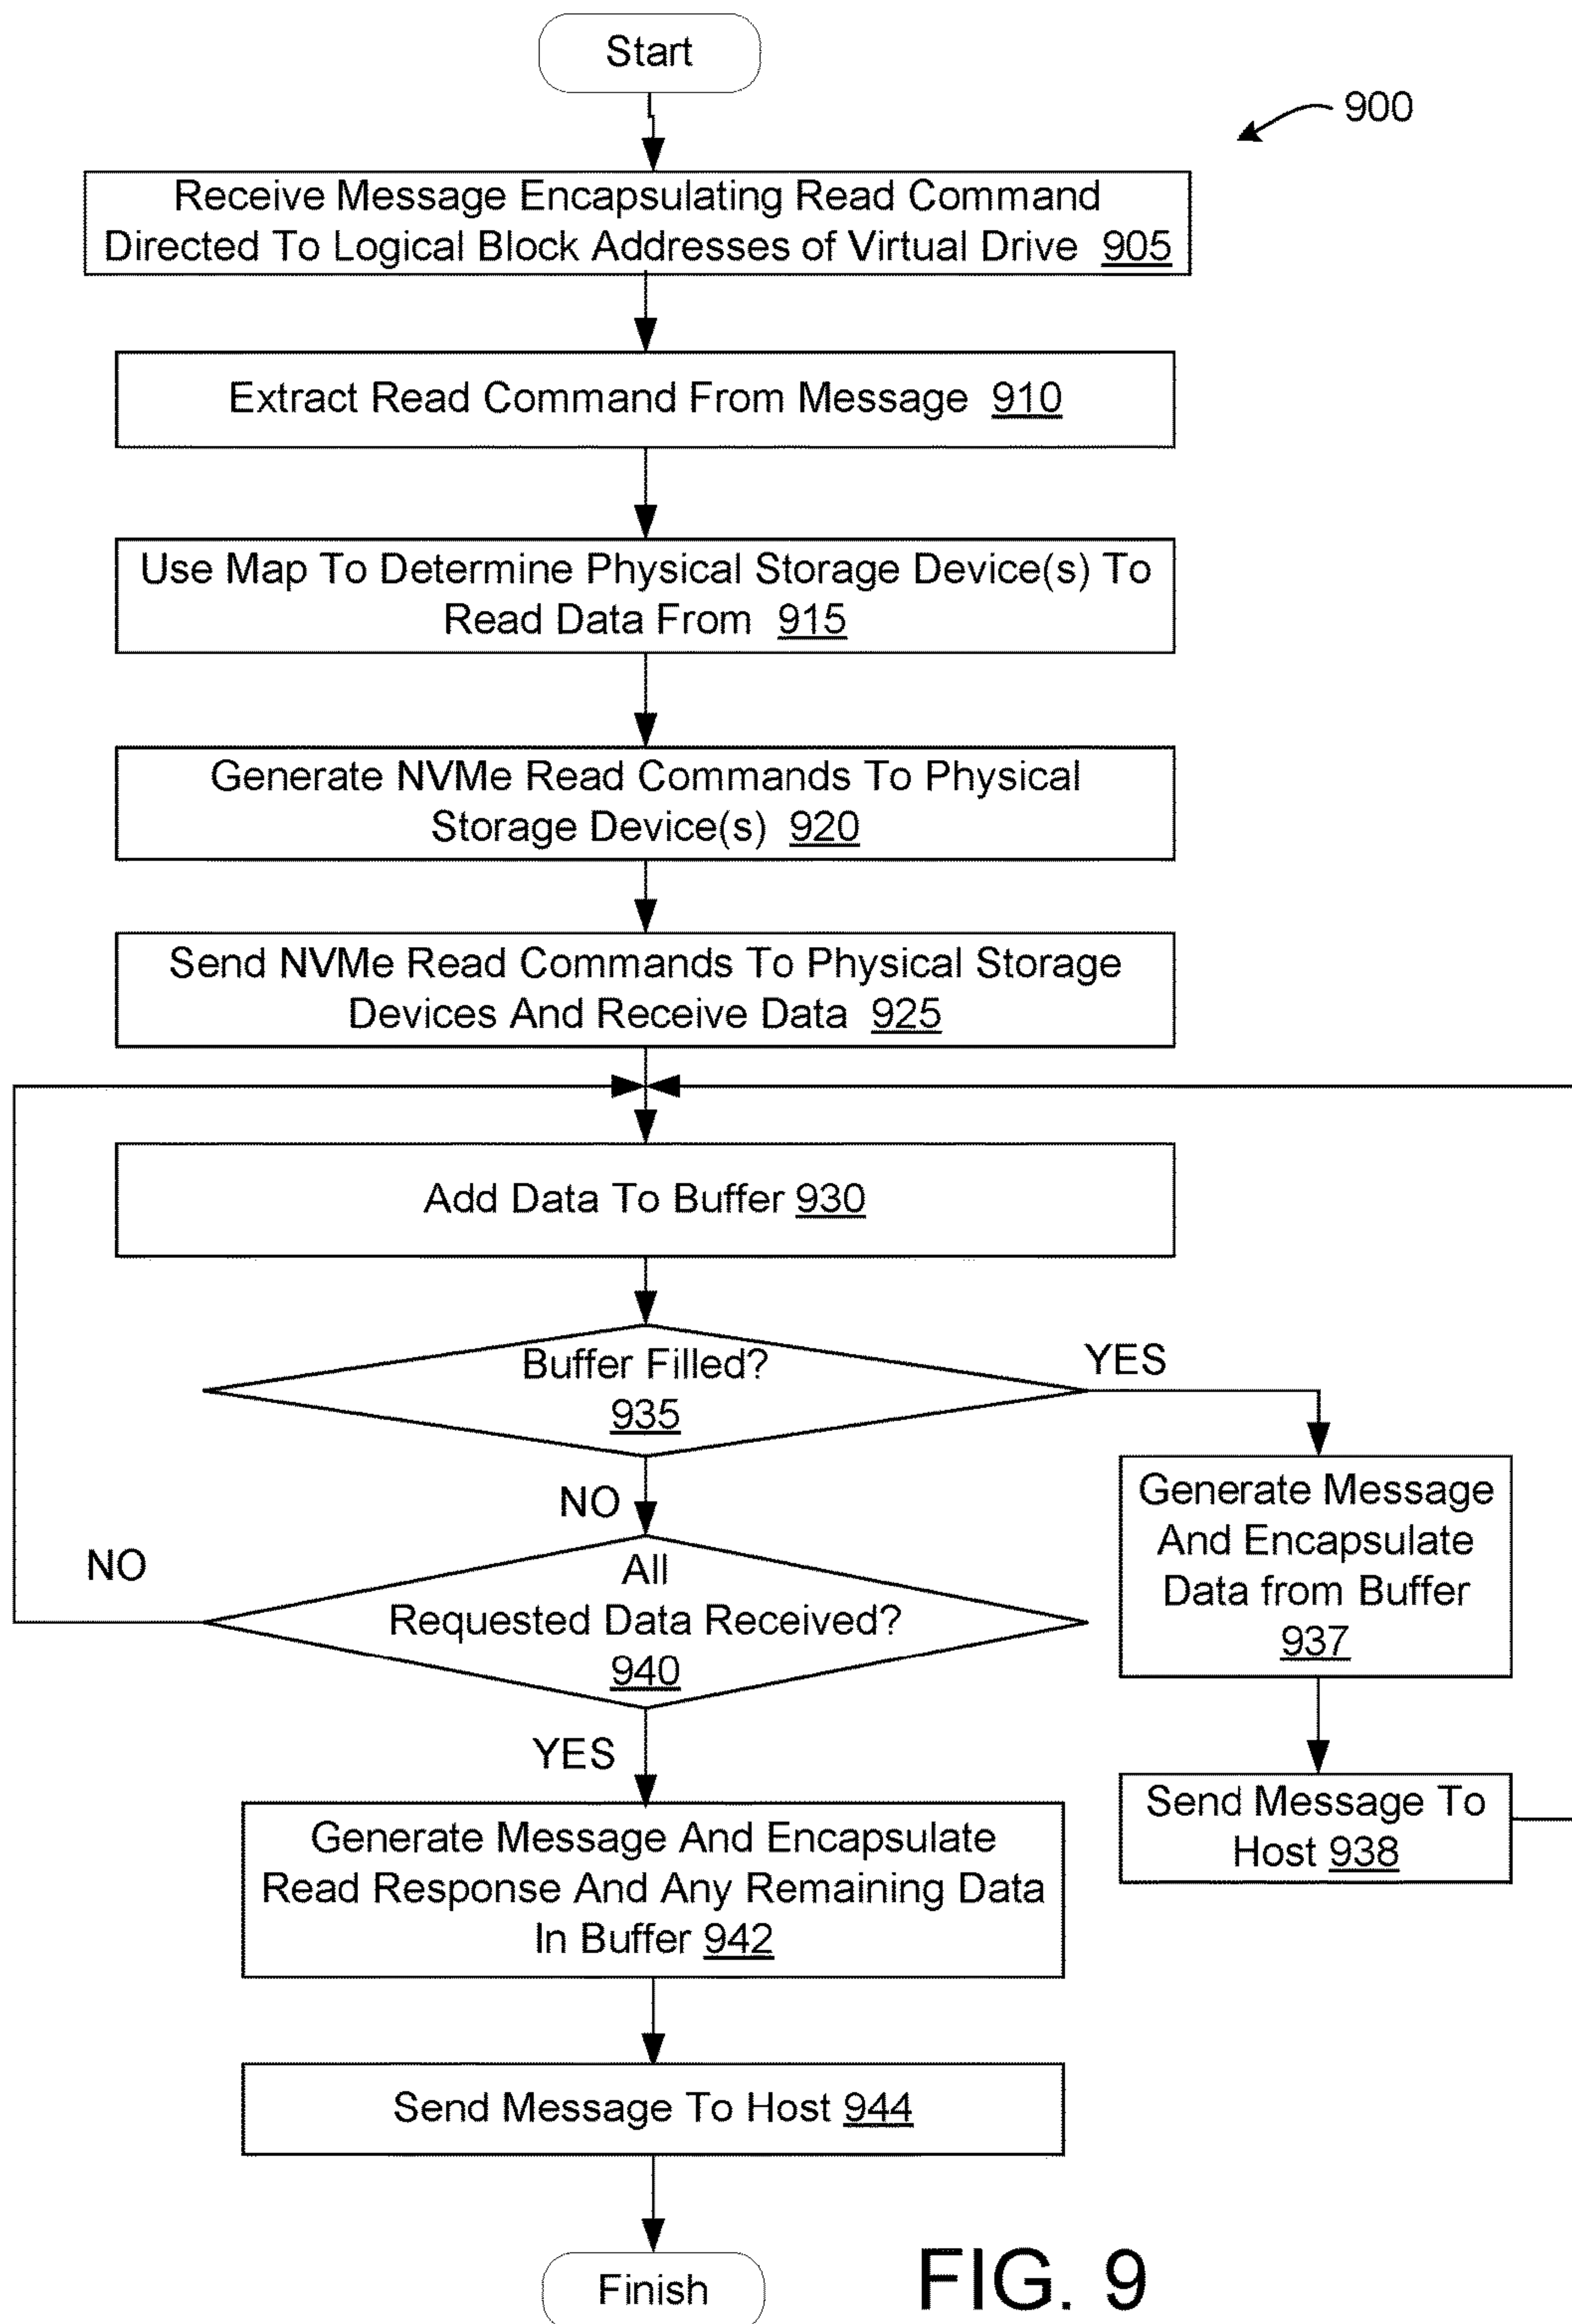 Start
900
Receive Message Encapsulating Read Command
Directed To Logical Block Addresses of Virtual Drive 905
Extract Read Command From Message 910
Use Map To Determine Physical Storage Device(s) To
Read Data From 915
Generate NVMe Read Commands To Physical
Storage Device(s) 920
Send NVMe Read Commands To Physical Storage
Devices And Receive Data 925
Add Data To Buffer 930
Buffer Filled?
935
YES
NO
Generate Message
And Encapsulate
Data from Buffer
937
NO
All
Requested Data Received?
940
YES
Send Message To
Host 938
Generate Message And Encapsulate
Read Response And Any Remaining Data
In Buffer 942
Send Message To Host 944
Finish
FIG. 9